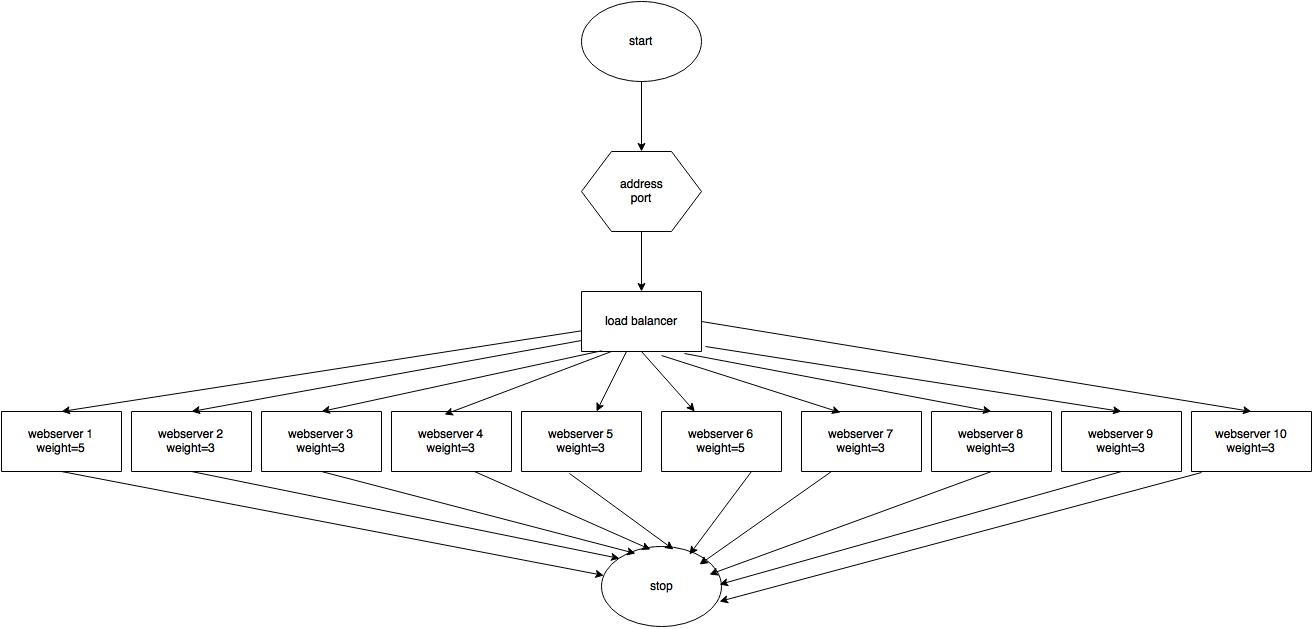 start
address
port
load balancer
webserver 1
weight=5
webserver 2
weight=3
webserver 3
weight=3
webserver 4
weight=3
webserver 5
weight=3
webserver 6
weight=5
webserver 7
weight=3
webserver 8
weight=3
webserver 9
weight=3
webserver 10
weight=3
stop